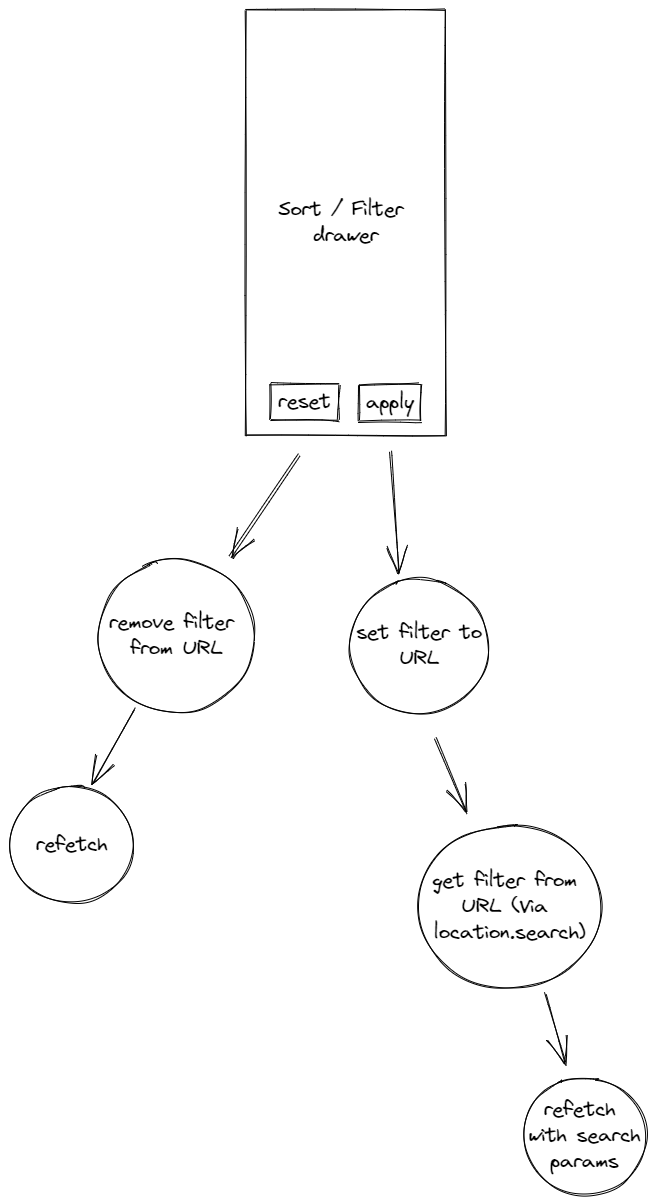 Sort / Filter
drawer
reset
apply
remove filter
from URL
set filter to
URL
refetch
get filter from
URL (Via
location.search)
refetch
with search
params